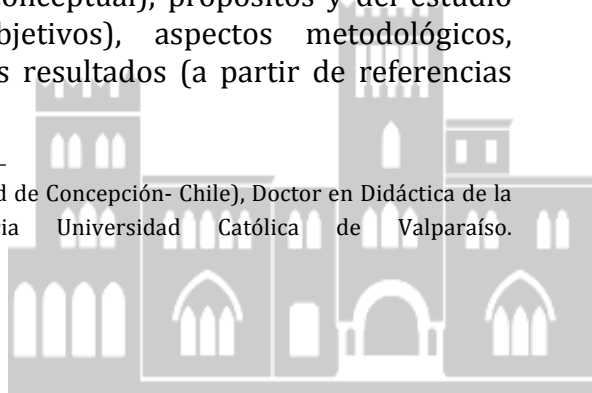 conceptual), propósitos y del estudio
bjetivos), aspectos metodológicos,
s resultados (a partir de referencias
d de Concepción- Chile), Doctor en Didáctica de la
ia Universidad Católica de Valparaíso.